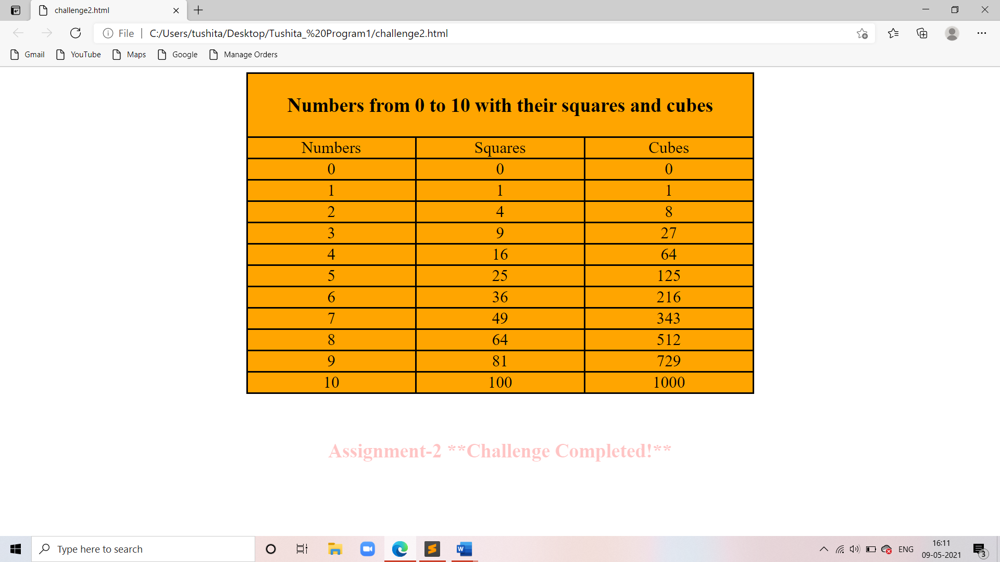 challenge2.html
File | C:/Users/tushita/Desktop/Tushita_%20Program1/challenge2.html
Gmail YouTube Maps Google Manage Orders
Numbers from 0 to 10 with their squares and cubes
Numbers Squares Cubes
0 0 0
1 1 1
2 4 8
3 9 27
4 16 64
5 25 125
6 36 216
7 49 343
8 64 512
9 81 729
10 100 1000
Assignment-2 **Challenge Completed!**
Type here to search
W
ENG
16:11
09-05-2021
3